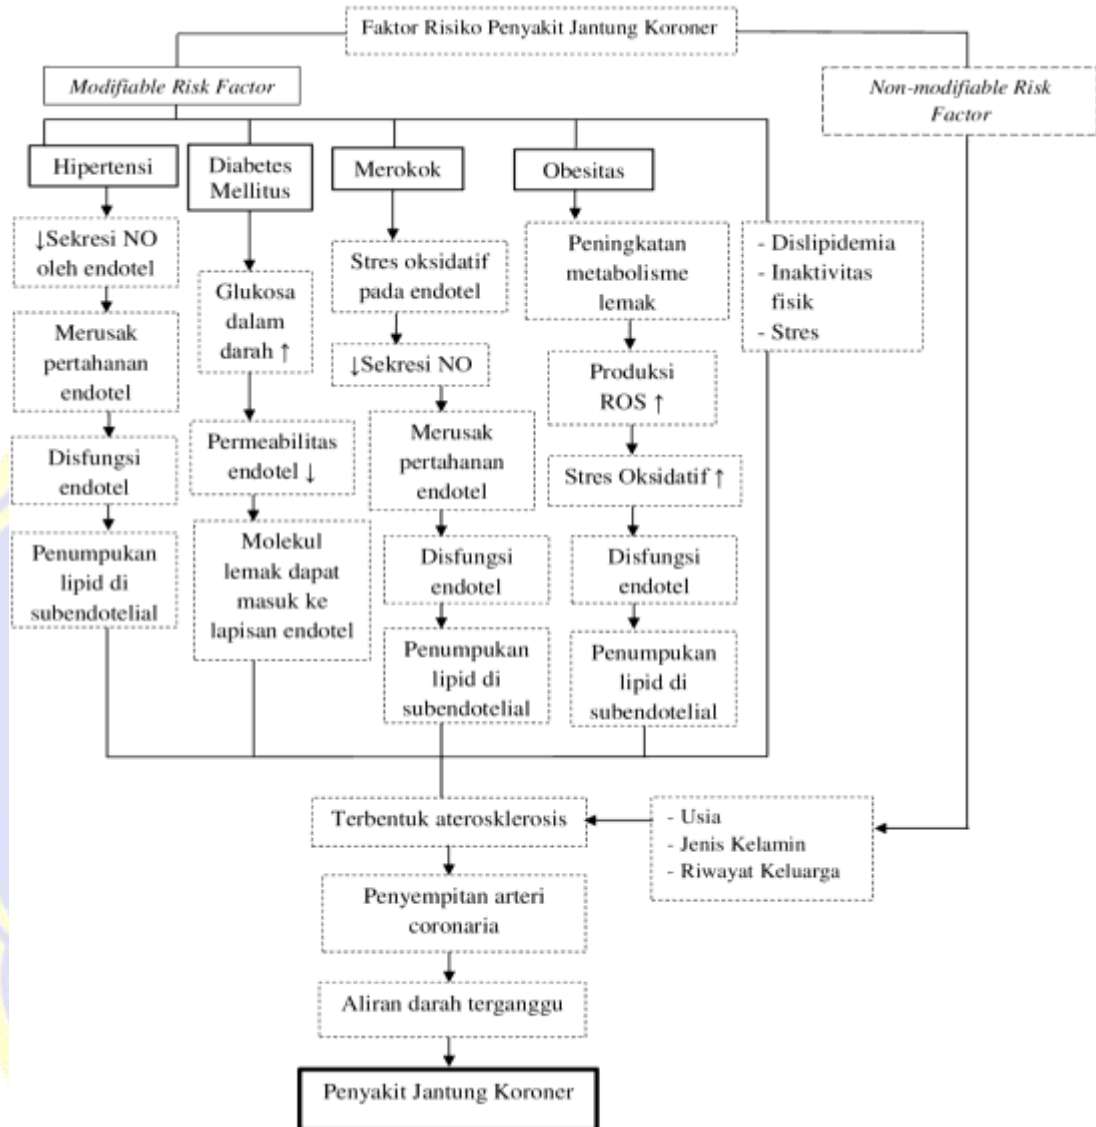 Faktor Risiko Penyakit Jantung Koroner
Modifiable Risk Factor
Non-modifiable Risk
Factor
Hipertensi
Diabetes
Mellitus
Merokok
Obesitas
↓Sekresi NO
oleh endotel
Merusak
pertahanan
endotel
Disfungsi
endotel
Penumpukan
lipid di
subendotelial
Glukosa
dalam
darah ↑
Permeabilitas
endotel ↓
Molekul
lemak dapat
masuk ke
lapisan endotel
Stres oksidatif
pada endotel
↓Sekresi NO
Merusak
pertahanan
endotel
Disfungsi
endotel
Penumpukan
lipid di
subendotelial
Peningkatan
metabolisme
lemak
Produksi
ROS ↑
Stres Oksidatif ↑
Disfungsi
endotel
Penumpukan
lipid di
subendotelial
- Dislipidemia
- Inaktivitas
fisik
- Stres
Terbentuk aterosklerosis
- Usia
- Jenis Kelamin
- Riwayat Keluarga
Penyempitan arteri
coronaria
Aliran darah terganggu
Penyakit Jantung Koroner